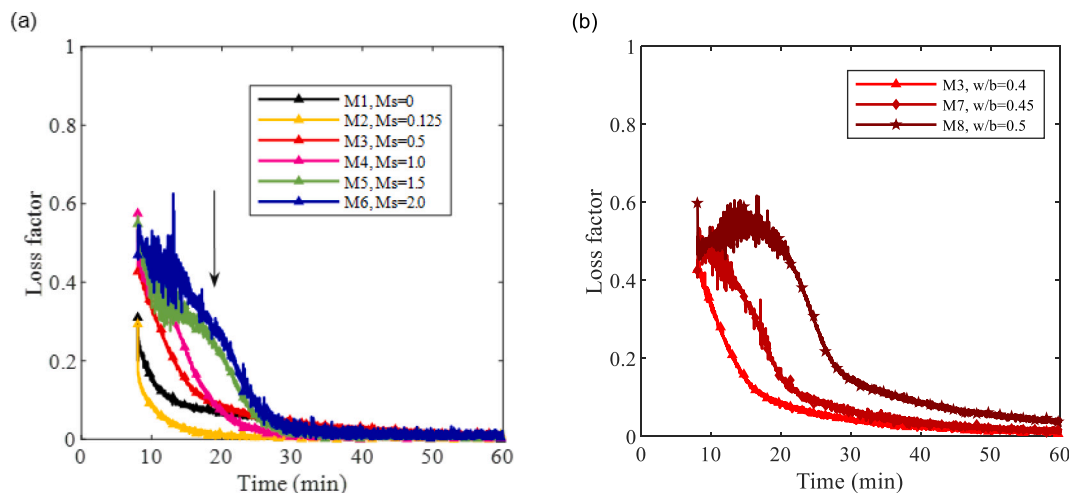 (a)
1
0.8
0.6
0.4
0.2
0
Loss factor
M1, Ms=0
M2, Ms=0.125
M3, Ms=0.5
M4, Ms=1.0
M5, Ms=1.5
M6, Ms=2.0
0 10 20 30 40 50 60
Time (min)
(b)
1
0.8
0.6
0.4
0.2
0
Loss factor
M3, w/b=0.4
M7, w/b=0.45
M8, w/b=0.5
0 10 20 30 40 50 60
Time (min)